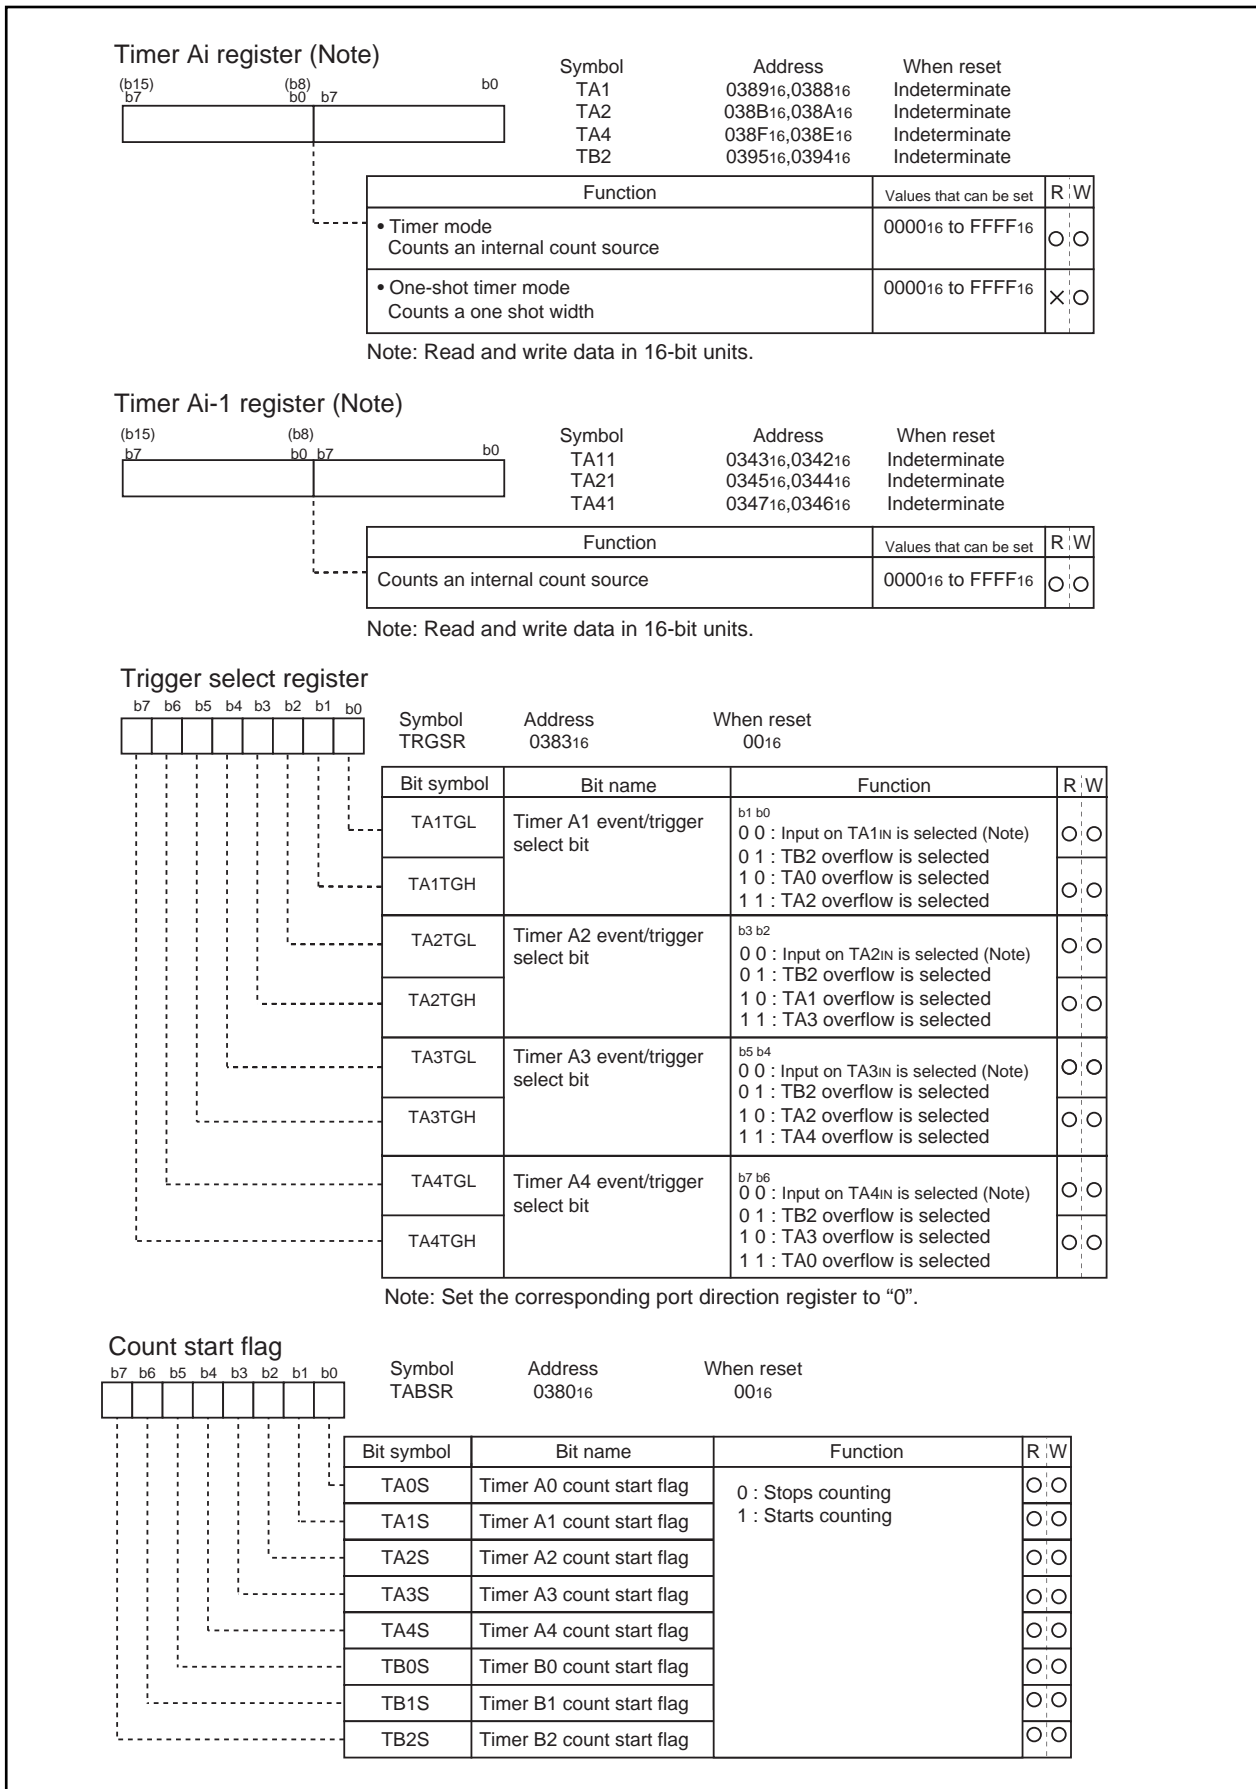 Timer Ai register (Note)
Symbol Address When reset
(b15) (b8)
b7 b0 b7 b0
TA1 038916,038816 Indeterminate
TA2 038B16,038A16 Indeterminate
TA4 038F16,038E16 Indeterminate
TB2 039516,039416 Indeterminate
Function Values that can be set R W
• Timer mode 000016 to FFFF16
Counts an internal count source
• One-shot timer mode 000016 to FFFF16
Counts a one shot width
Note: Read and write data in 16-bit units.
Timer Ai-1 register (Note)
(b15) (b8) Symbol Address When reset
b7 b0 b7 b0
TA11 034316,034216 Indeterminate
TA21 034516,034416 Indeterminate
TA41 034716,034616 Indeterminate
Function Values that can be set R W
Counts an internal count source 000016 to FFFF16
Note: Read and write data in 16-bit units.
Trigger select register
b7 b6 b5 b4 b3 b2 b1 b0
Symbol Address When reset
TRGSR 038316 0016
Bit symbol Bit name Function R W
TA1TGL Timer A1 event/trigger
select bit
b1 b0
0 0 : Input on TA1IN is selected (Note)
0 1 : TB2 overflow is selected
TA1TGH 1 0 : TA0 overflow is selected
1 1 : TA2 overflow is selected
TA2TGL Timer A2 event/trigger
select bit
b3 b2
0 0 : Input on TA2IN is selected (Note)
0 1 : TB2 overflow is selected
TA2TGH 1 0 : TA1 overflow is selected
1 1 : TA3 overflow is selected
TA3TGL Timer A3 event/trigger
select bit
b5 b4
0 0 : Input on TA3IN is selected (Note)
0 1 : TB2 overflow is selected
TA3TGH 1 0 : TA2 overflow is selected
1 1 : TA4 overflow is selected
TA4TGL Timer A4 event/trigger
select bit
b7 b6
0 0 : Input on TA4IN is selected (Note)
0 1 : TB2 overflow is selected
TA4TGH 1 0 : TA3 overflow is selected
1 1 : TA0 overflow is selected
Note: Set the corresponding port direction register to “0”.
Count start flag
b7 b6 b5 b4 b3 b2 b1 b0
Symbol Address When reset
TABSR 038016 0016
Bit symbol Bit name Function R W
TA0S Timer A0 count start flag 0 : Stops counting
TA1S Timer A1 count start flag 1 : Starts counting
TA2S Timer A2 count start flag
TA3S Timer A3 count start flag
TA4S Timer A4 count start flag
TB0S Timer B0 count start flag
TB1S Timer B1 count start flag
TB2S Timer B2 count start flag